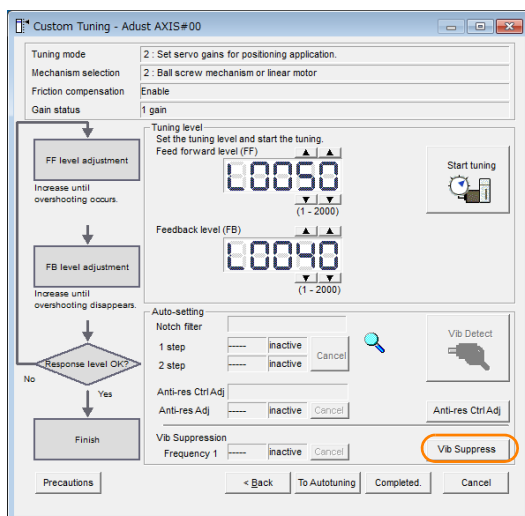 Custom Tuning - Adust AXIS#00
Tuning mode 2 : Set servo gains for positioning application.
Mechanism selection 2 : Ball screw mechanism or linear motor
Friction compensation Enable
Gain status 1 gain
FF level adjustment
Increase until
overshooting occurs.
FB level adjustment
Increase until
overshooting disappears.
Response level OK?
No
Yes
Finish
Tuning level
Set the tuning level and start the tuning.
Feed forward level (FF)
L0050
(1 - 2000)
Start tuning
Feedback level (FB)
L0040
(1 - 2000)
Auto-setting
Notch filter
1 step ----- inactive
Cancel
2 step ----- inactive
Vib Detect
Anti-res Ctrl Adj
Anti-res Adj ----- inactive Cancel
Anti-res Ctrl Adj
Vib Suppression
Frequency 1 ----- inactive Cancel
Vib Suppress
Precautions < Back To Autotuning Completed. Cancel